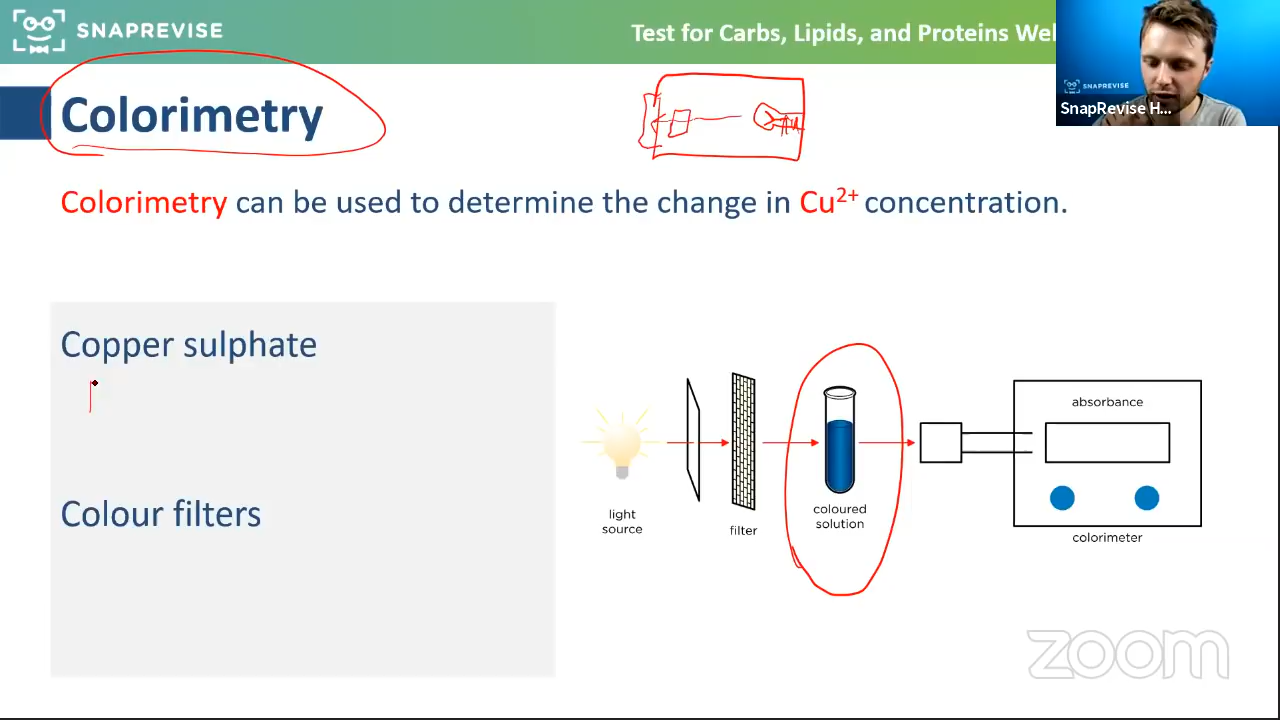 SNAPREVISE
Test for Carbs, Lipids, and Proteins Wel
SNAPREVISE
SnapRevise H...
Colorimetry
Colorimetry can be used to determine the change in Cu²⁺ concentration.
Copper sulphate
Colour filters
light
source
filter
coloured
solution
absorbance
colorimeter
zoom